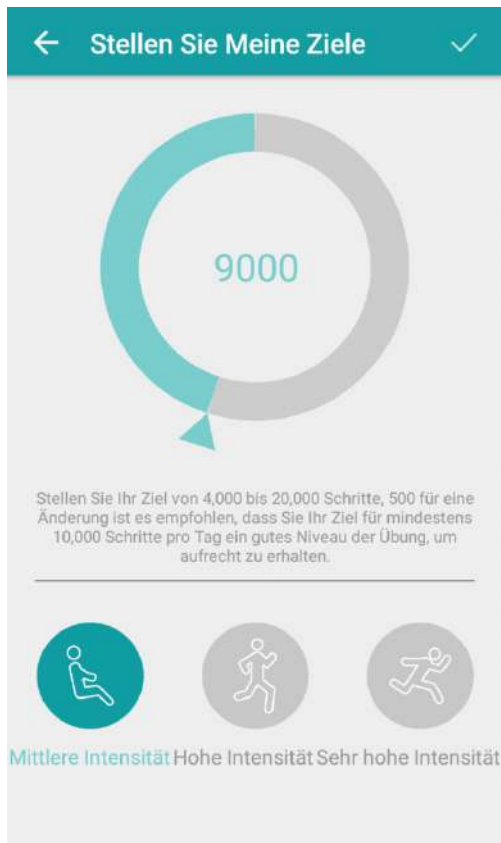 Stellen Sie Meine Ziele
9000
Stellen Sie Ihr Ziel von 4,000 bis 20,000 Schritte, 500 für eine
Änderung ist es empfohlen, dass Sie Ihr Ziel für mindestens
10,000 Schritte pro Tag ein gutes Niveau der Übung, um
aufrecht zu erhalten.
Mittlere Intensität Hohe Intensität Sehr hohe Intensität